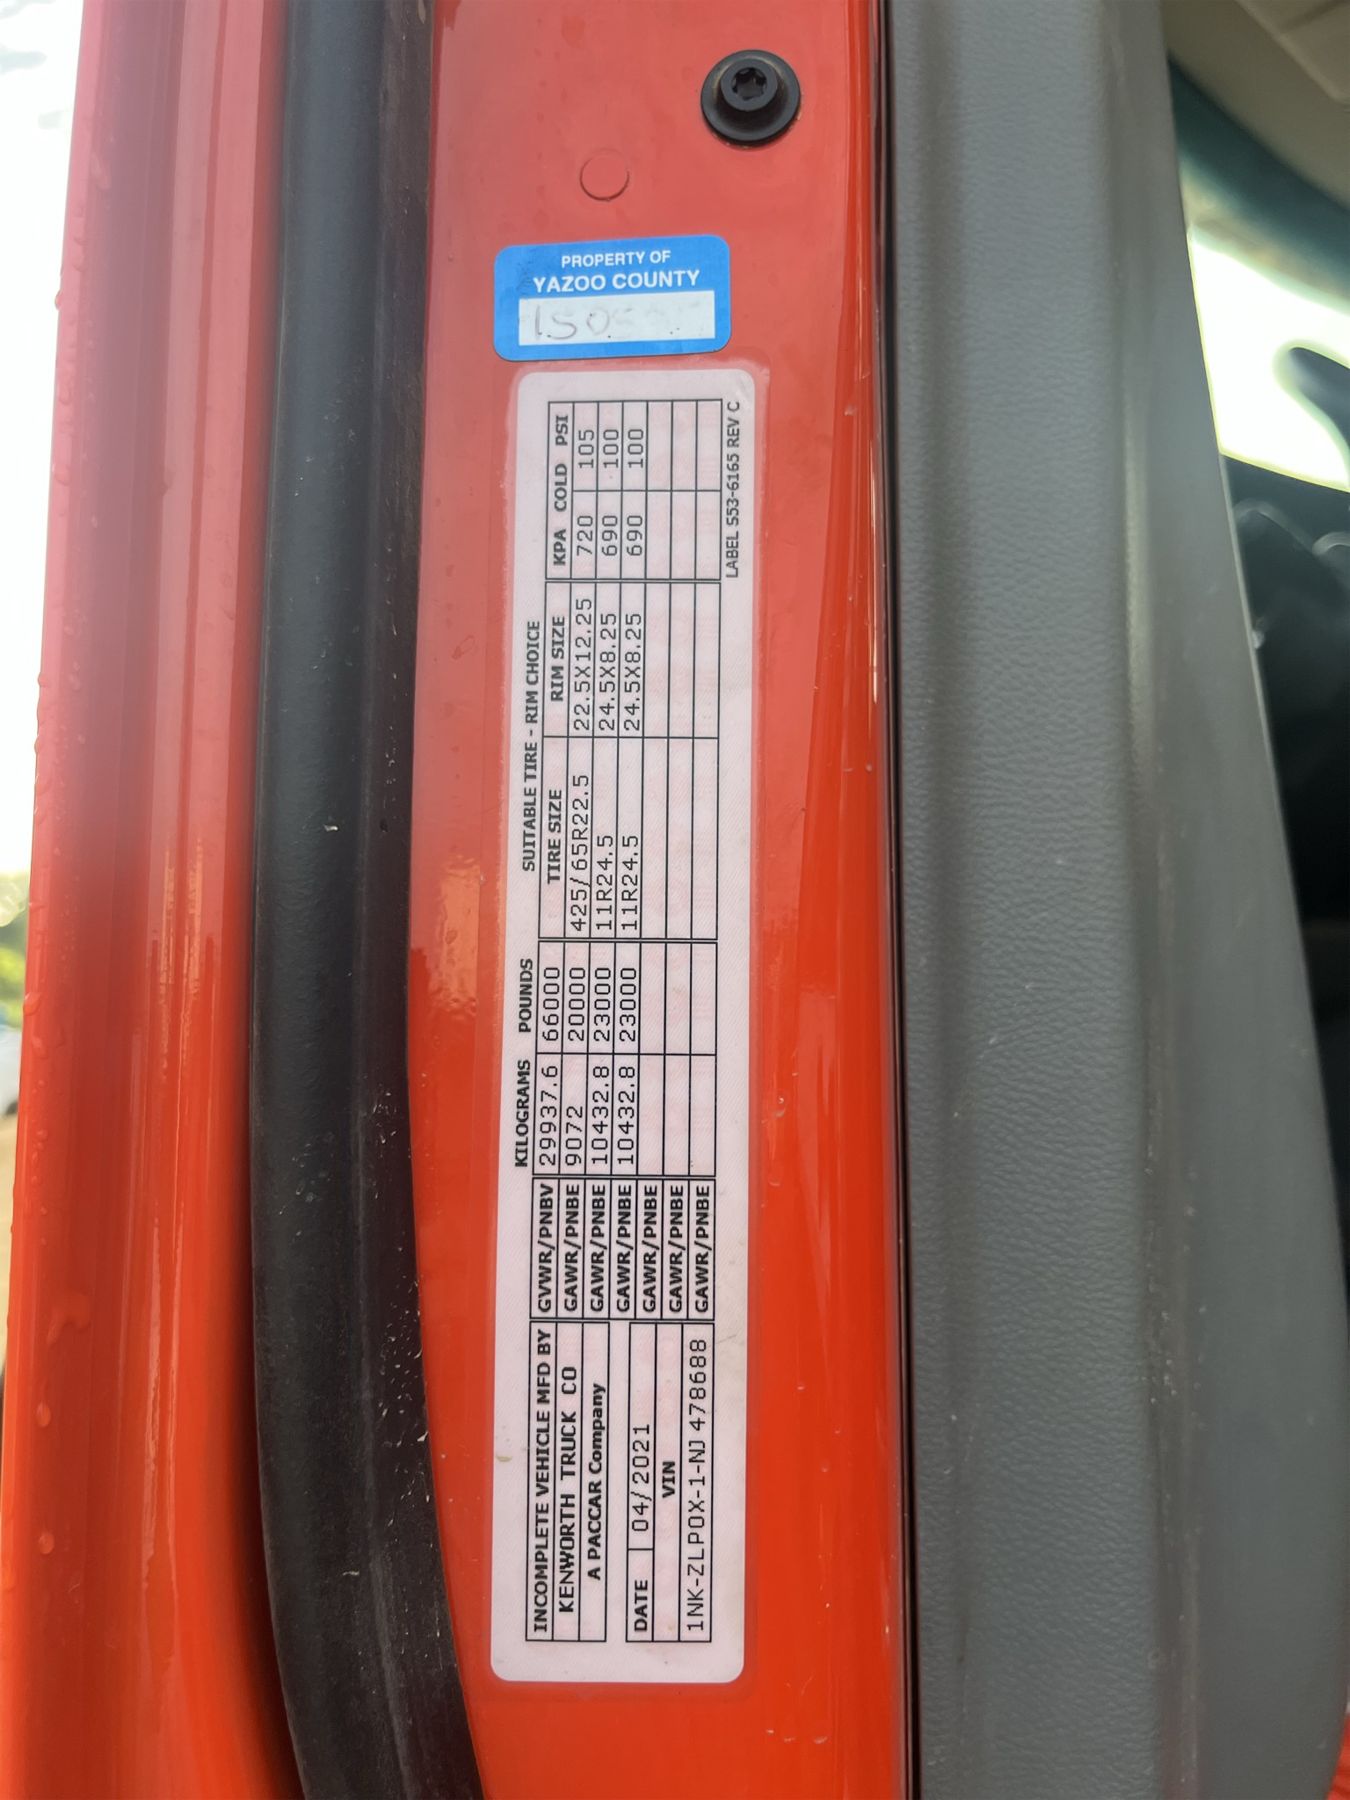 PROPERTY OF
YAZOO COUNTY
INCOMPLETE VEHICLE MFD BY
KENWORTH TRUCK CO
A PACCAR Company
DATE 04/2021
VIN
1NK-ZLP0X-1-NJ 478688
KILOGRAMS POUNDS
GVWR/PNBV 29937.6 66000
SUITABLE TIRE - RIM CHOICE
TIRE SIZE RIM SIZE KPA COLD PSI
GAWR/PNBE 9072 20000 425/65R22.5 22.5X12.25 720 105
GAWR/PNBE 10432.8 23000 11R24.5 24.5X8.25 690 100
GAWR/PNBE 10432.8 23000 11R24.5 24.5X8.25 690 100
GAWR/PNBE
GAWR/PNBE
GAWR/PNBE
LABEL S53-6165 REV C